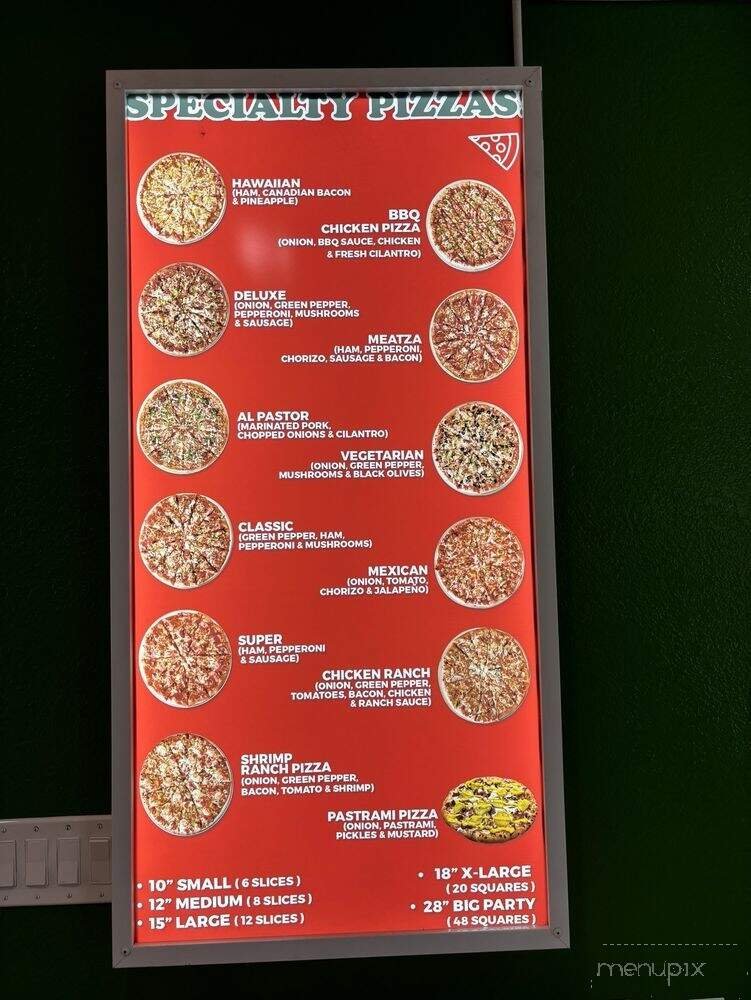 SPECIALTY PIZZAS
HAWAIIAN
(HAM, CANADIAN BACON
& PINEAPPLE)
BBQ
CHICKEN PIZZA
(ONION, BBQ SAUCE, CHICKEN
& FRESH CILANTRO)
DELUXE
(ONION, GREEN PEPPER,
PEPPERONI, MUSHROOMS
& SAUSAGE)
MEATZA
(HAM, PEPPERONI,
CHORIZO, SAUSAGE & BACON)
AL PASTOR
(MARINATED PORK,
CHOPPED ONIONS & CILANTRO)
VEGETARIAN
(ONION, GREEN PEPPER,
MUSHROOMS & BLACK OLIVES)
CLASSIC
(GREEN PEPPER, HAM,
PEPPERONI & MUSHROOMS)
MEXICAN
(ONION, TOMATO,
CHORIZO & JALAPEÑO)
SUPER
(HAM, PEPPERONI
& SAUSAGE)
CHICKEN RANCH
(ONION, GREEN PEPPER,
TOMATOES, BACON, CHICKEN
& RANCH SAUCE)
SHRIMP
RANCH PIZZA
(ONION, GREEN PEPPER,
BACON, TOMATO & SHRIMP)
PASTRAMI PIZZA
(ONION, PASTRAMI,
PICKLES & MUSTARD)
• 10” SMALL ( 6 SLICES )
• 12” MEDIUM ( 8 SLICES )
• 15” LARGE ( 12 SLICES )
• 18” X-LARGE
( 20 SQUARES )
• 28” BIG PARTY
( 48 SQUARES )
menupix